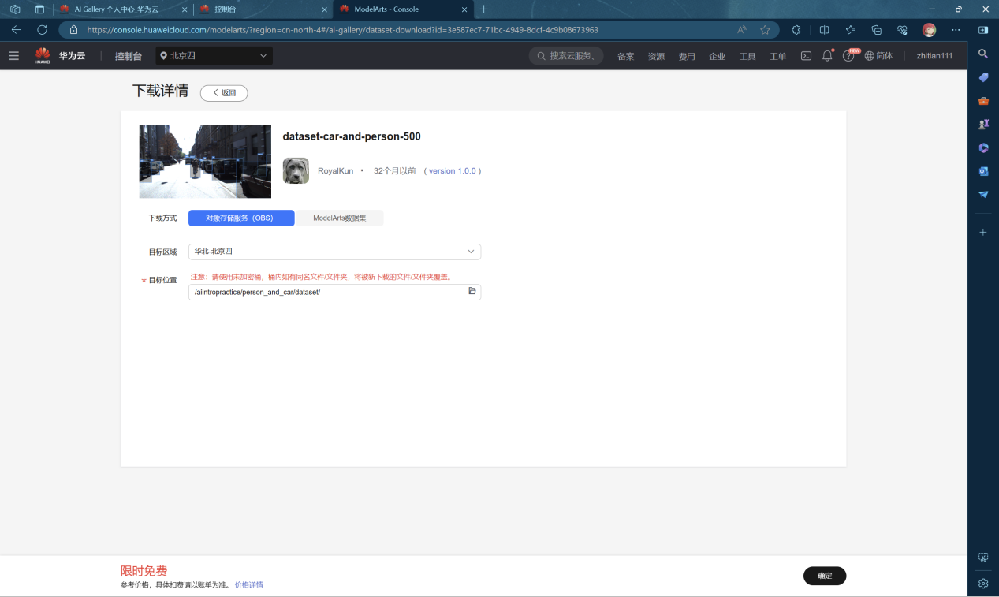 AI Gallery 个人中心_华为云
控制台
ModelArts - Console
https://console.huaweicloud.com/modelarts/?region=cn-north-4#/ai-gallery/dataset-download?id=3e587ec7-71bc-4949-8dcf-4c9b08673963
HUAWEI
华为云
控制台
北京四
搜索云服务、
备案
资源
费用
企业
工具
工单
NEW
简体
zhitian111
下载详情
返回
dataset-car-and-person-500
RoyalKun • 32个月以前 ( version 1.0.0 )
下载方式
对象存储服务（OBS）
ModelArts数据集
目标区域
华北-北京四
注意：请使用未加密桶，桶内如有同名文件/文件夹，将被新下载的文件/文件夹覆盖。
* 目标位置
/aiintropractice/person_and_car/dataset/
限时免费
参考价格，具体扣费请以账单为准。 价格详情
确定